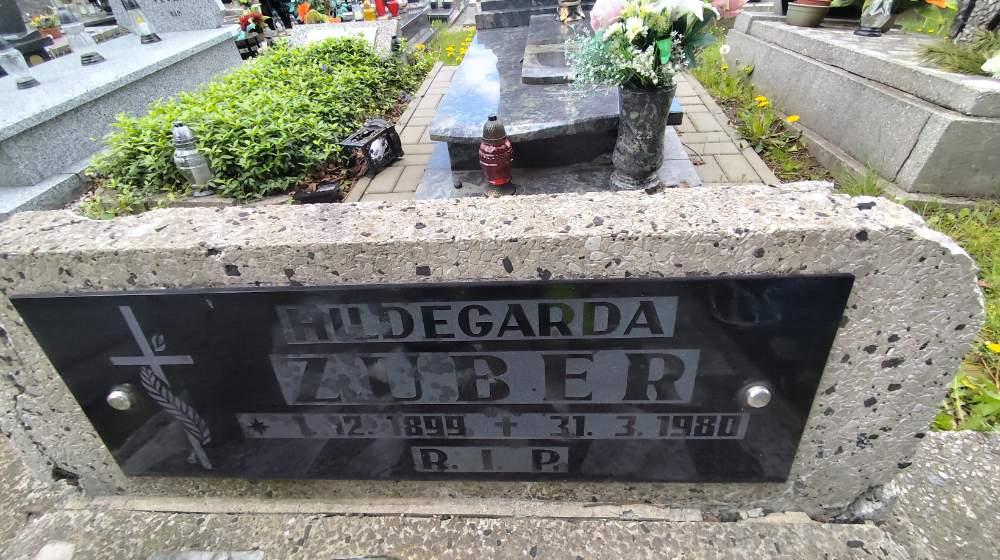 HILDEGARDA
ZUBER
* 1. 12. 1899 + 31. 3. 1980
R. I. P.